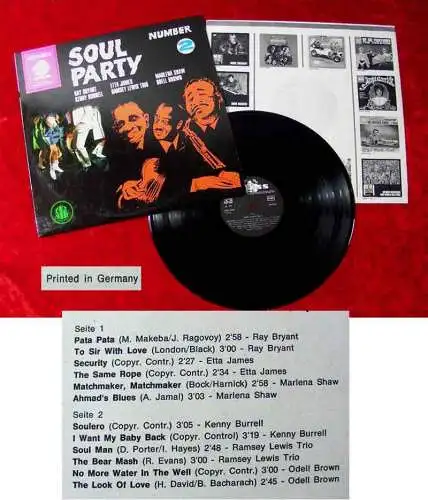 NUMBER
2
SOUL
PARTY
RAY BRYANT
KENNY BURRELL
ETTA JAMES
RAMSEY LEWIS TRIO
MARLENA SHAW
ODELL BROWN
Printed in Germany
Seite 1
Pata Pata (M. Makeba/J. Ragovoy) 2'58 - Ray Bryant
To Sir With Love (London/Black) 3'00 - Ray Bryant
Security (Copyr. Contr.) 2'27 - Etta James
The Same Rope (Copyr. Contr.) 2'34 - Etta James
Matchmaker, Matchmaker (Bock/Harnick) 2'58 - Marlena Shaw
Ahmad's Blues (A. Jamal) 3'03 - Marlena Shaw
Seite 2
Soulero (Copyr. Contr.) 3'05 - Kenny Burrell
I Want My Baby Back (Copyr. Control) 3'19 - Kenny Burrell
Soul Man (D. Porter/I. Hayes) 2'48 - Ramsey Lewis Trio
The Bear Mash (R. Evans) 3'00 - Ramsey Lewis Trio
No More Water In The Well (Copyr. Contr.) 3'00 - Odell Brown
The Look Of Love (H. David/B. Bacharach) 2'45 - Odell Brown